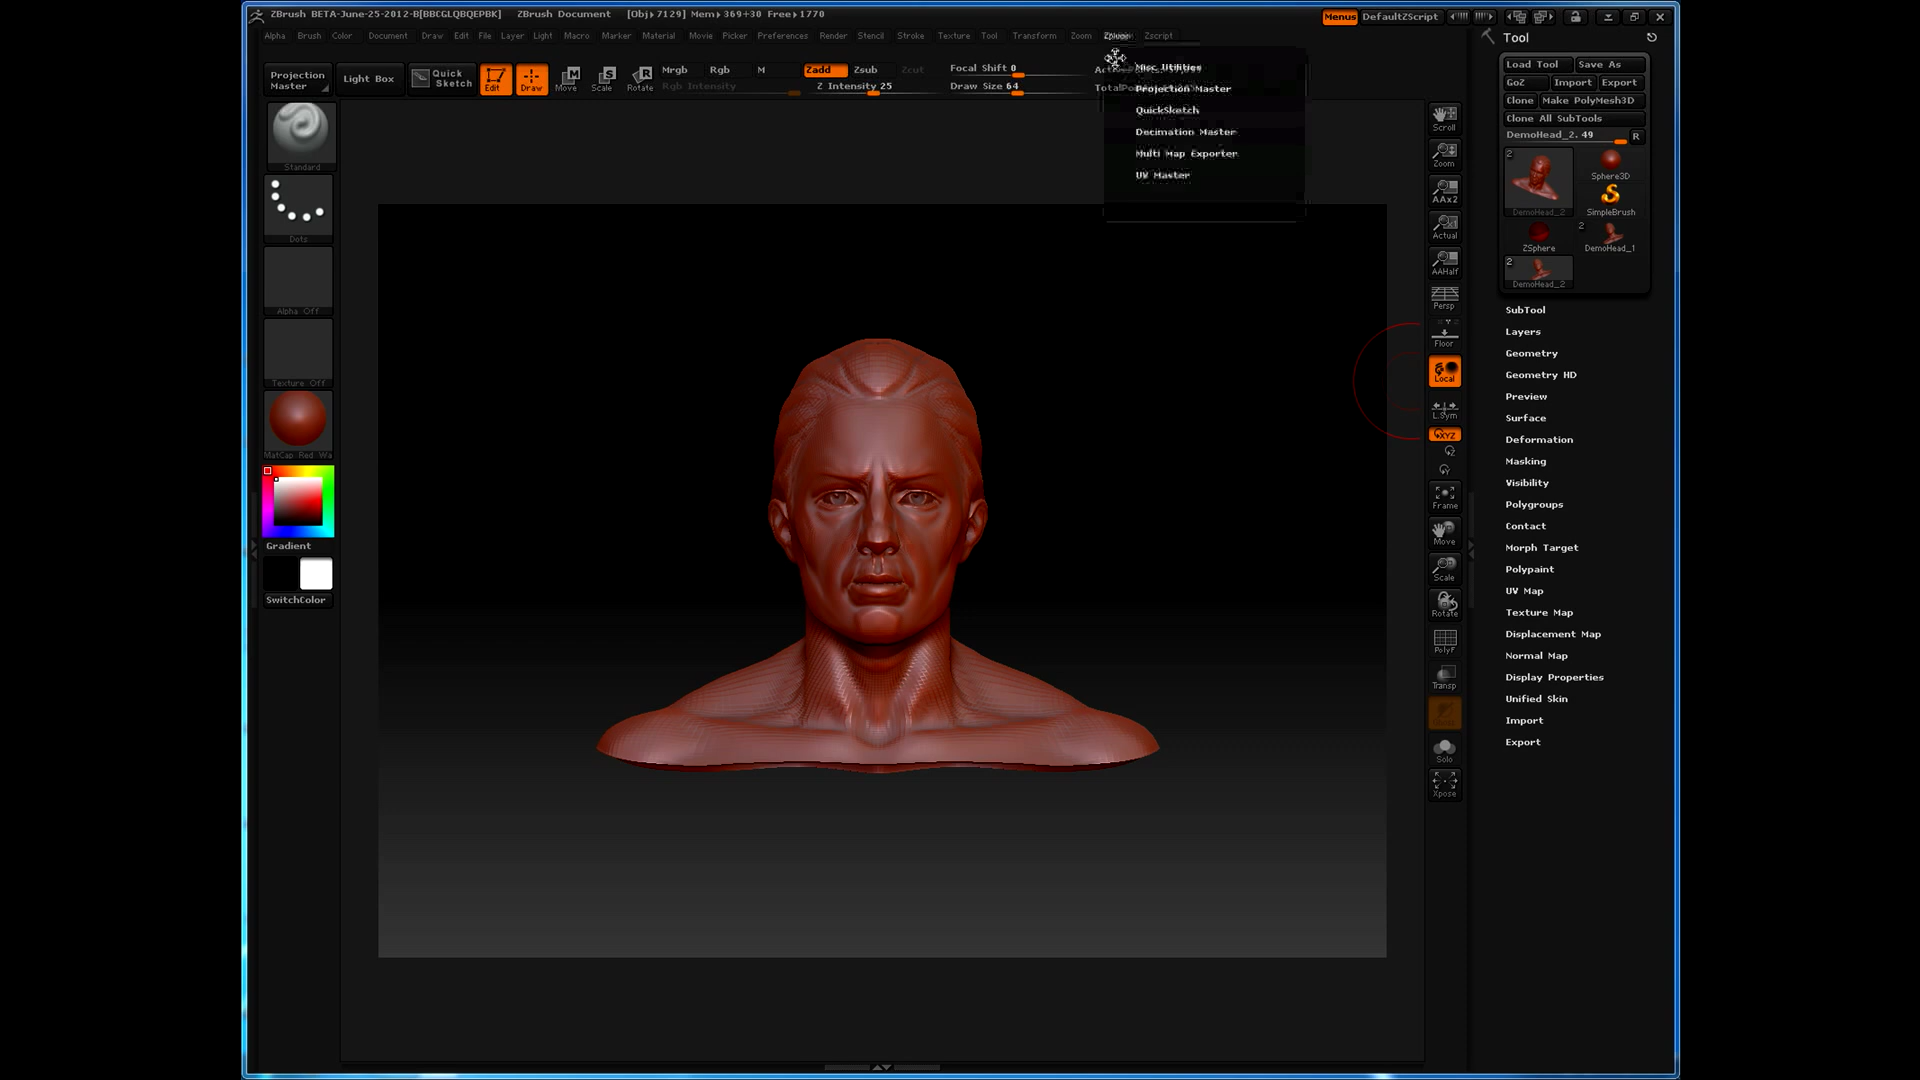 ZBrush BETA-June-25-2012-B[BBCGLQBQEPBK] ZBrush Document [Obj▸7129] Mem▸369+30 Free▸1770 Menus DefaultZScript
Alpha Brush Color Document Draw Edit File Layer Light Macro Marker Material Movie Picker Preferences Render Stencil Stroke Texture Tool Transform Zoom Zplugin Zscript
Projection Master
Light Box
Quick Sketch
Edit Draw Move Scale Rotate
Mrgb Rgb M
Rgb Intensity
Zadd Zsub Zcut
Z Intensity 25
Focal Shift 0
Draw Size 64
Misc Utilities
Projection Master
QuickSketch
Decimation Master
Multi Map Exporter
UV Master
Standard
Dots
Alpha Off
Texture Off
MatCap Red Wa
Gradient
SwitchColor
Scroll
Zoom
AAx2
Actual
AAHalf
Persp
Floor
Local
L.Sym
XYZ
Frame
Move
Scale
Rotate
PolyF
Transp
Solo
Xpose
Tool
Load Tool Save As
GoZ Import Export
Clone Make PolyMesh3D
Clone All SubTools
DemoHead_2. 49 R
2
DemoHead_2
Sphere3D
SimpleBrush
ZSphere
2
DemoHead_1
2
DemoHead_2
SubTool
Layers
Geometry
Geometry HD
Preview
Surface
Deformation
Masking
Visibility
Polygroups
Contact
Morph Target
Polypaint
UV Map
Texture Map
Displacement Map
Normal Map
Display Properties
Unified Skin
Import
Export